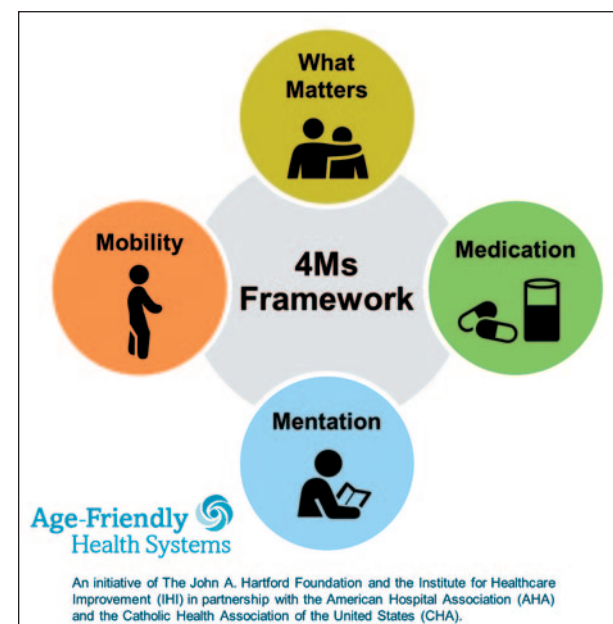 What
Matters
Mobility
4Ms
Framework
Medication
Mentation
Age-Friendly
Health Systems
An initiative of The John A. Hartford Foundation and the Institute for Healthcare
Improvement (IHI) in partnership with the American Hospital Association (AHA)
and the Catholic Health Association of the United States (CHA).